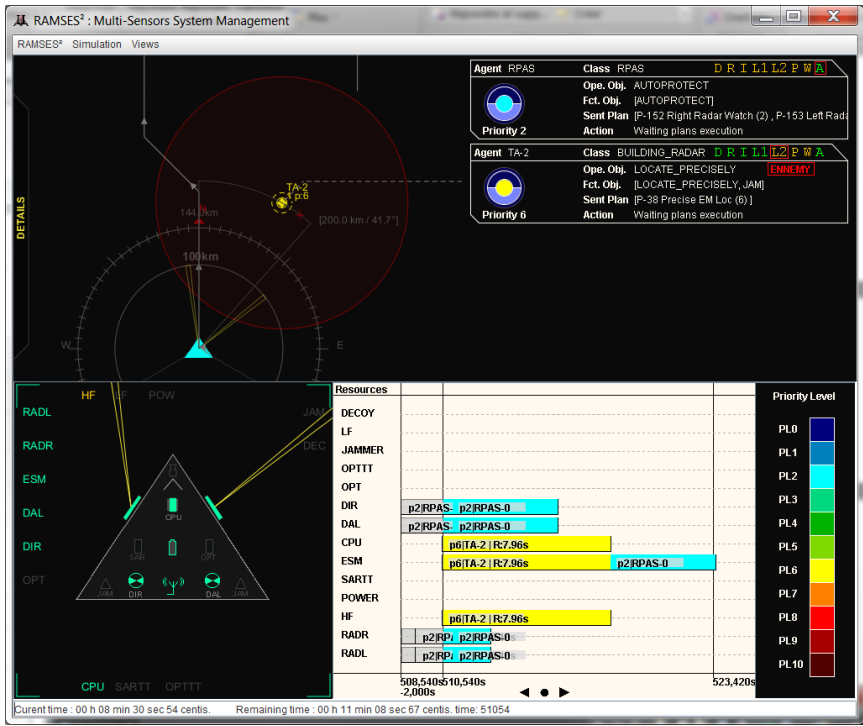 RAMSES² : Multi-Sensors System Management
RAMSES² Simulation Views
DETAILS
TA-2
p:6
144.0km
[200.0 km / 41.7°]
100km
N
W
E
Agent RPAS Class RPAS D R I L1 L2 P W A
Ope. Obj. AUTOPROTECT
Fct. Obj. [AUTOPROTECT]
Sent Plan [P-152 Right Radar Watch (2) , P-153 Left Rada
Priority 2 Action Waiting plans execution
Agent TA-2 Class BUILDING_RADAR D R I L1 L2 P W A
Ope. Obj. LOCATE_PRECISELY ENNEMY
Fct. Obj. [LOCATE_PRECISELY, JAM]
Sent Plan [P-38 Precise EM Loc (6) ]
Priority 6 Action Waiting plans execution
HF LF POW
RADL JAM
RADR DEC
ESM
DAL
DIR
OPT
CPU
SAR OPT
JAM DIR DAL JAM
CPU SARTT OPTTT
Resources
DECOY
LF
JAMMER
OPTTT
OPT
DIR p2|RPAS- p2|RPAS-0
DAL p2|RPAS- p2|RPAS-0
CPU p6|TA-2 | R:7.96s
ESM p6|TA-2 | R:7.96s p2|RPAS-0
SARTT
POWER
HF p6|TA-2 | R:7.96s
RADR p2|RP/ p2|RPAS-0s
RADL p2|RP/ p2|RPAS-0s
508,540s 510,540s 523,420s
-2,000s
Priority Level
PL0
PL1
PL2
PL3
PL4
PL5
PL6
PL7
PL8
PL9
PL10
Curent time : 00 h 08 min 30 sec 54 centis. Remaining time : 00 h 11 min 08 sec 67 centis. time: 51054